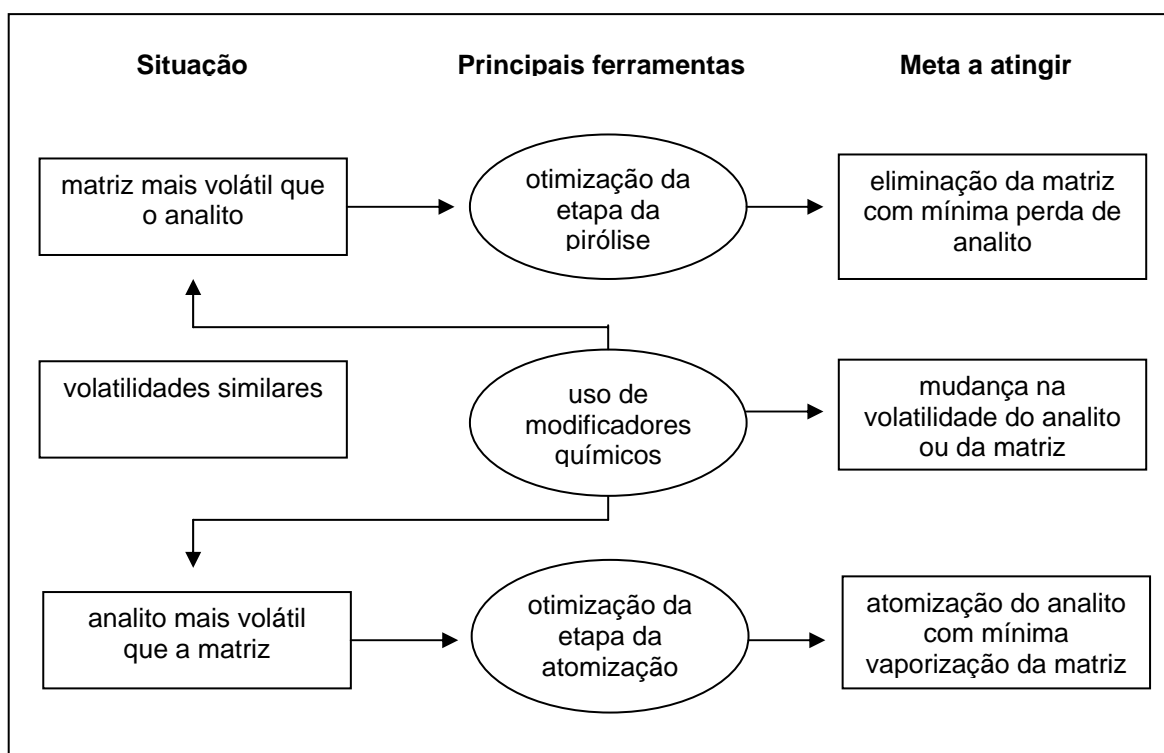 Situação
Principais ferramentas
Meta a atingir
matriz mais volátil que
o analito
otimização da
etapa da
pirólise
eliminação da matriz
com mínima perda de
analito
volatilidades similares
uso de
modificadores
químicos
mudança na
volatilidade do analito
ou da matriz
analito mais volátil
que a matriz
otimização da
etapa da
atomização
atomização do analito
com mínima
vaporização da matriz